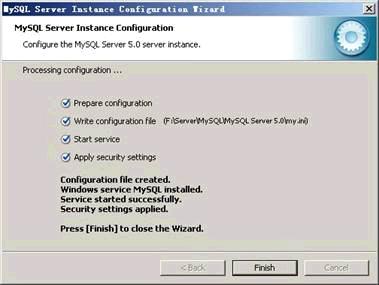 MySQL Server Instance Configuration Wizard
MySQL Server Instance Configuration
Configure the MySQL Server 5.0 server instance.
Processing configuration ...
Prepare configuration
Write configuration file (F:\Server\MySQL\MySQL Server 5.0\my.ini)
Start service
Apply security settings
Configuration file created.
Windows service MySQL installed.
Service started successfully.
Security settings applied.
Press [Finish] to close the Wizard.
< Back Finish Cancel